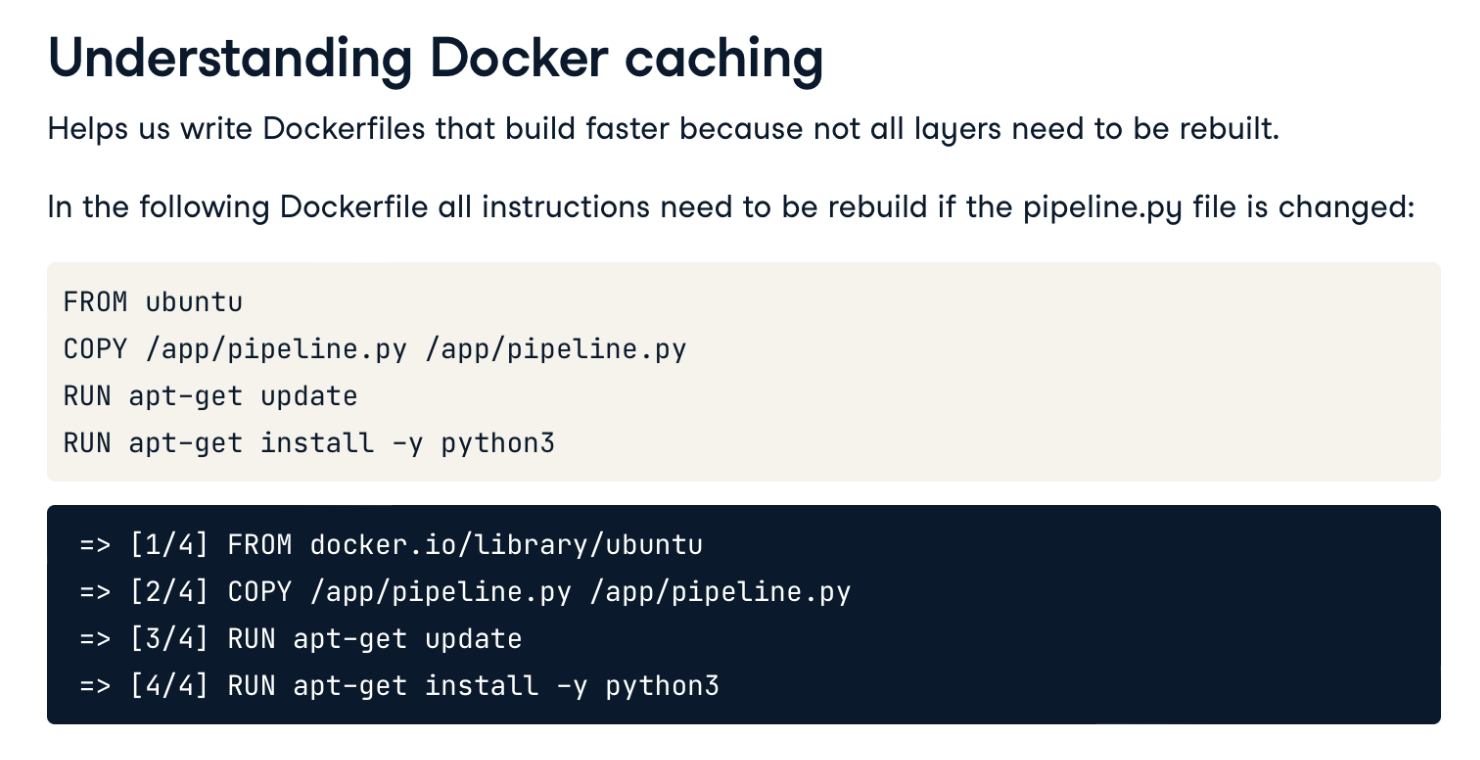 Understanding Docker caching
Helps us write Dockerfiles that build faster because not all layers need to be rebuilt.
In the following Dockerfile all instructions need to be rebuild if the pipeline.py file is changed:
FROM ubuntu
COPY /app/pipeline.py /app/pipeline.py
RUN apt-get update
RUN apt-get install -y python3
=> [1/4] FROM docker.io/library/ubuntu
=> [2/4] COPY /app/pipeline.py /app/pipeline.py
=> [3/4] RUN apt-get update
=> [4/4] RUN apt-get install -y python3